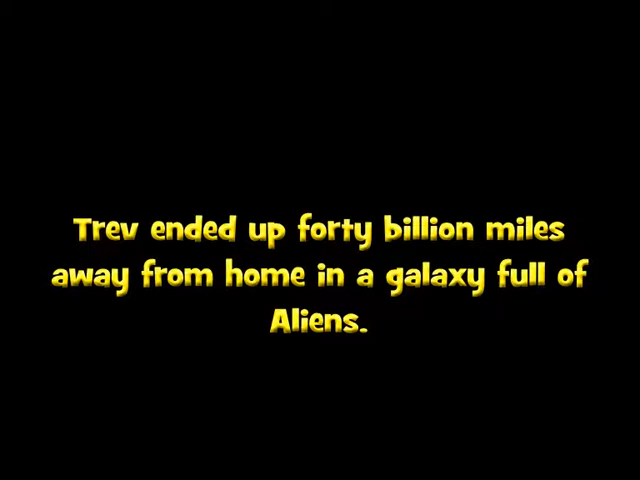 Trev ended up forty billion miles
away from home in a galaxy full of
Aliens.